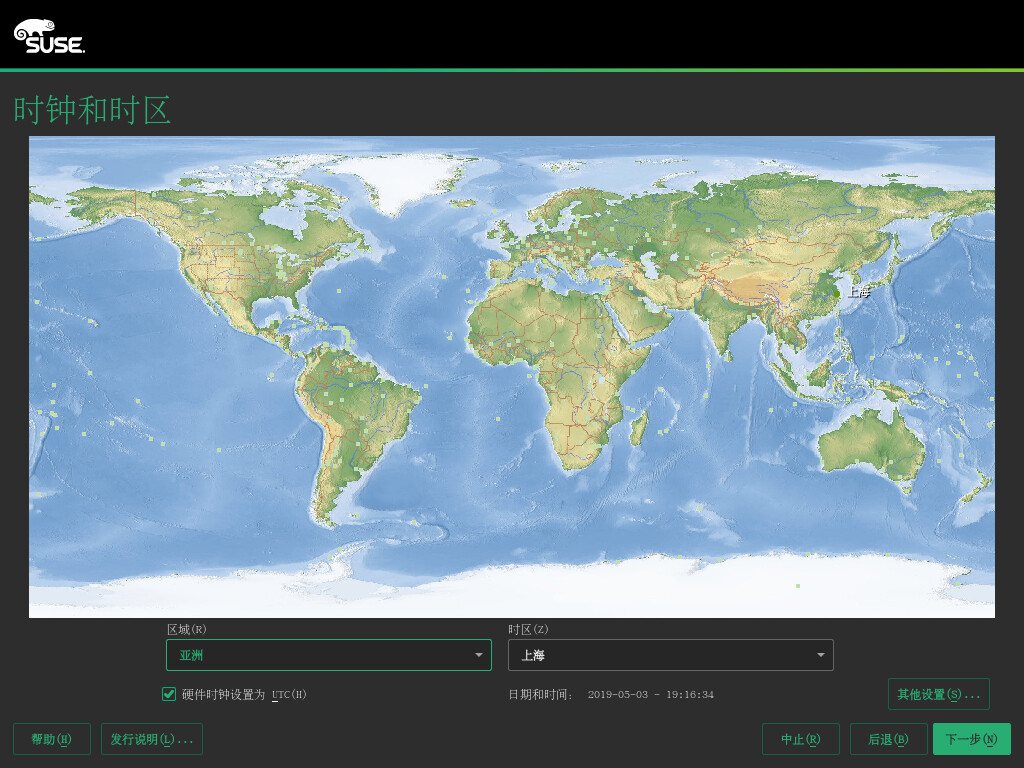 SUSE.
时钟和时区
上海
区域(R) 时区(Z)
亚洲 上海
硬件时钟设置为 UTC(H) 日期和时间: 2019-05-03 - 19:16:34 其他设置(S)...
帮助(H) 发行说明(L)... 中止(R) 后退(B) 下一步(N)